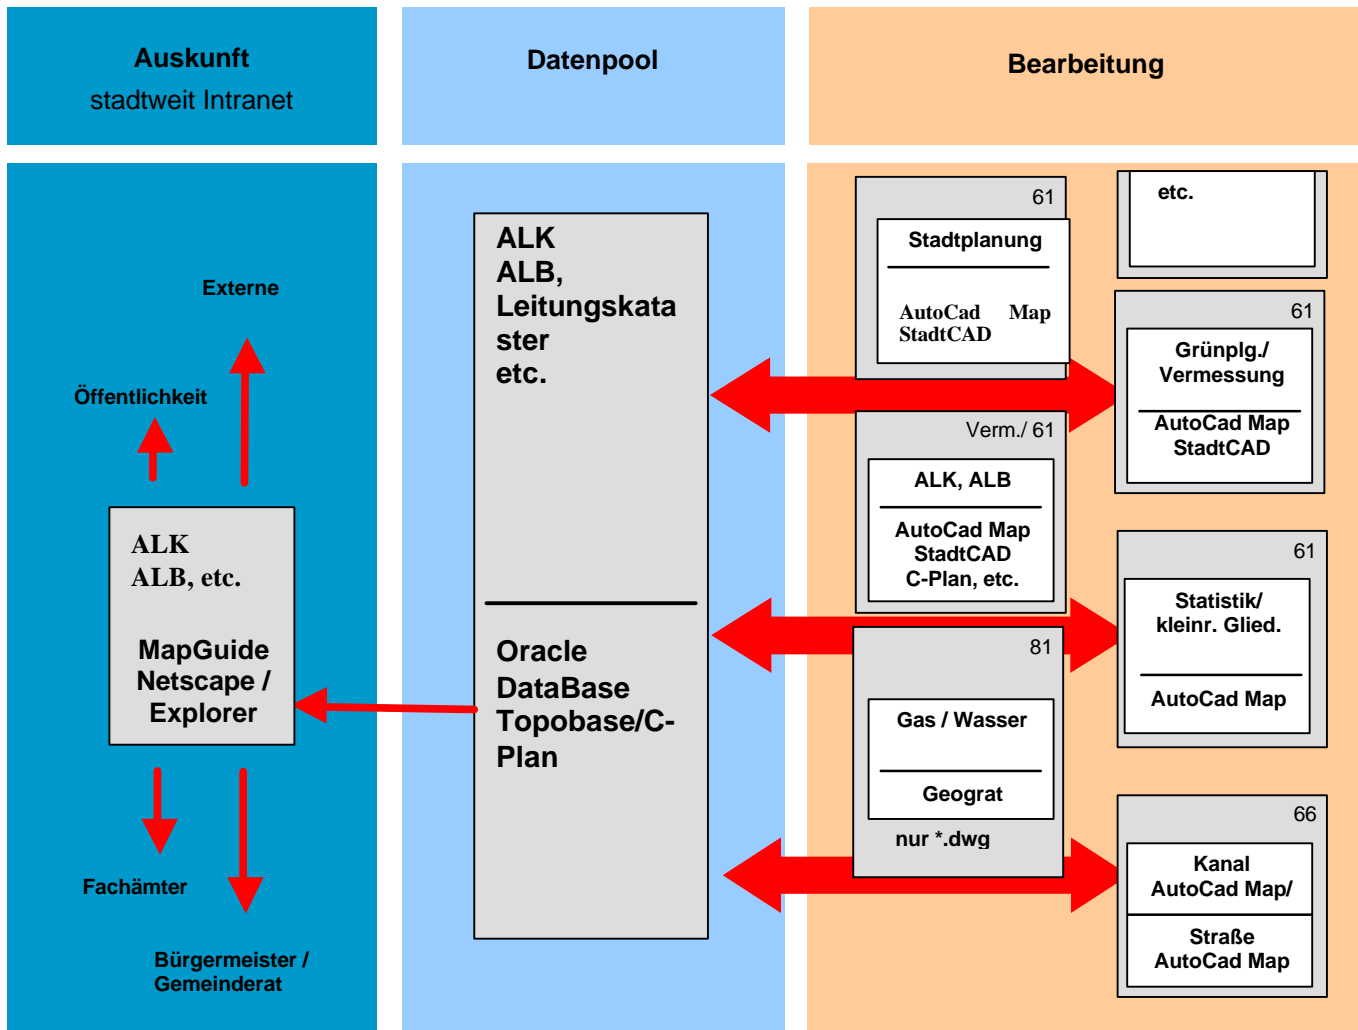 Auskunft
stadtweit Intranet
Datenpool
Bearbeitung
Externe
Öffentlichkeit
ALK
ALB, etc.
MapGuide
Netscape /
Explorer
Fachämter
Bürgermeister /
Gemeinderat
ALK
ALB,
Leitungskata
ster
etc.
Oracle
DataBase
Topobase/C-
Plan
61
Stadtplanung
AutoCad Map
StadtCAD
etc.
61
Grünplg./
Vermessung
AutoCad Map
StadtCAD
Verm./ 61
ALK, ALB
AutoCad Map
StadtCAD
C-Plan, etc.
61
Statistik/
kleinr. Glied.
AutoCad Map
81
Gas / Wasser
Geograt
nur *.dwg
66
Kanal
AutoCad Map/
Straße
AutoCad Map